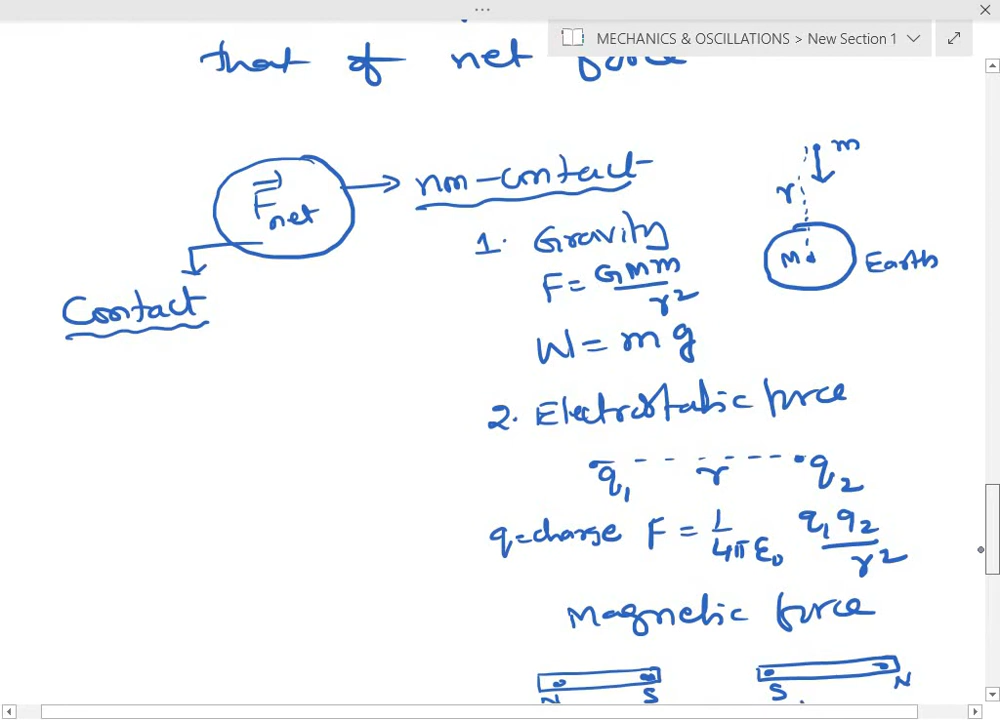 ...
MECHANICS & OSCILLATIONS > New Section 1
that of net force
F net
non-contact
Contact
m
r
M
Earth
1. Gravity
F = GMm / r²
W = mg
2. Electrostatic force
q₁ r q₂
q=charge F = 1/4πε₀ q₁q₂/r²
Magnetic force
N S S N